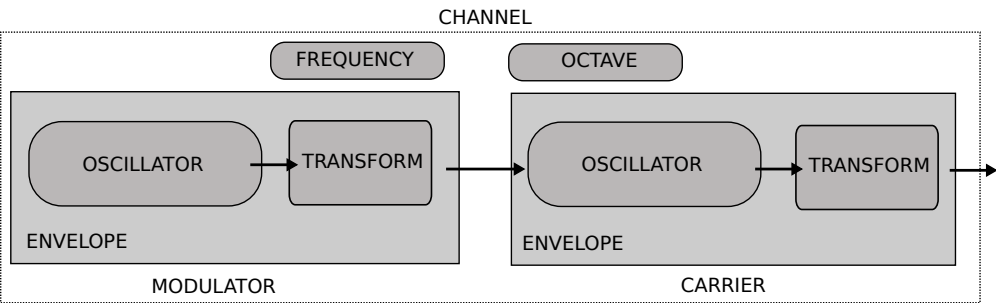 CHANNEL
FREQUENCY
OCTAVE
OSCILLATOR
TRANSFORM
OSCILLATOR
TRANSFORM
ENVELOPE
ENVELOPE
MODULATOR
CARRIER